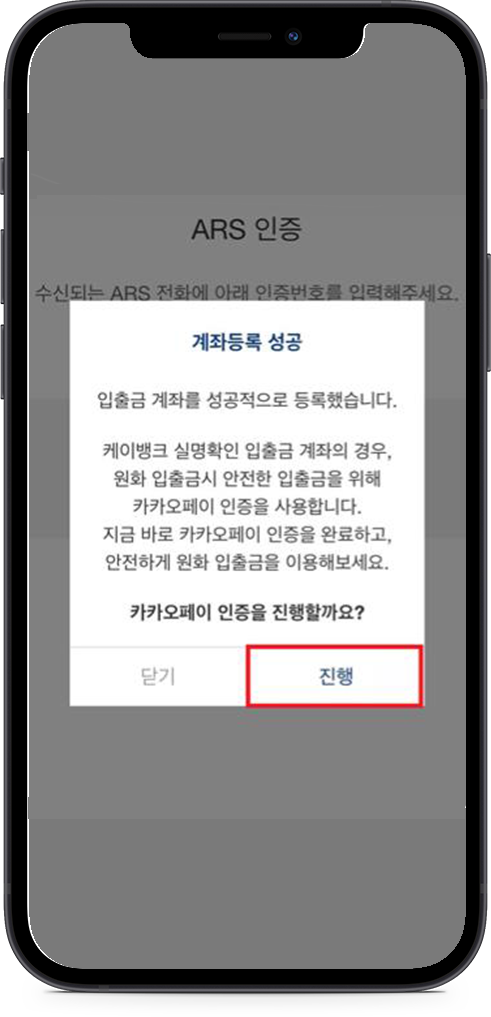 ARS 인증
수신되는 ARS 전화에 아래 인증번호를 입력해주세요.
계좌등록 성공
입출금 계좌를 성공적으로 등록했습니다.
케이뱅크 실명확인 입출금 계좌의 경우,
원화 입출금시 안전한 입출금을 위해
카카오페이 인증을 사용합니다.
지금 바로 카카오페이 인증을 완료하고,
안전하게 원화 입출금을 이용해보세요.
카카오페이 인증을 진행할까요?
닫기
진행